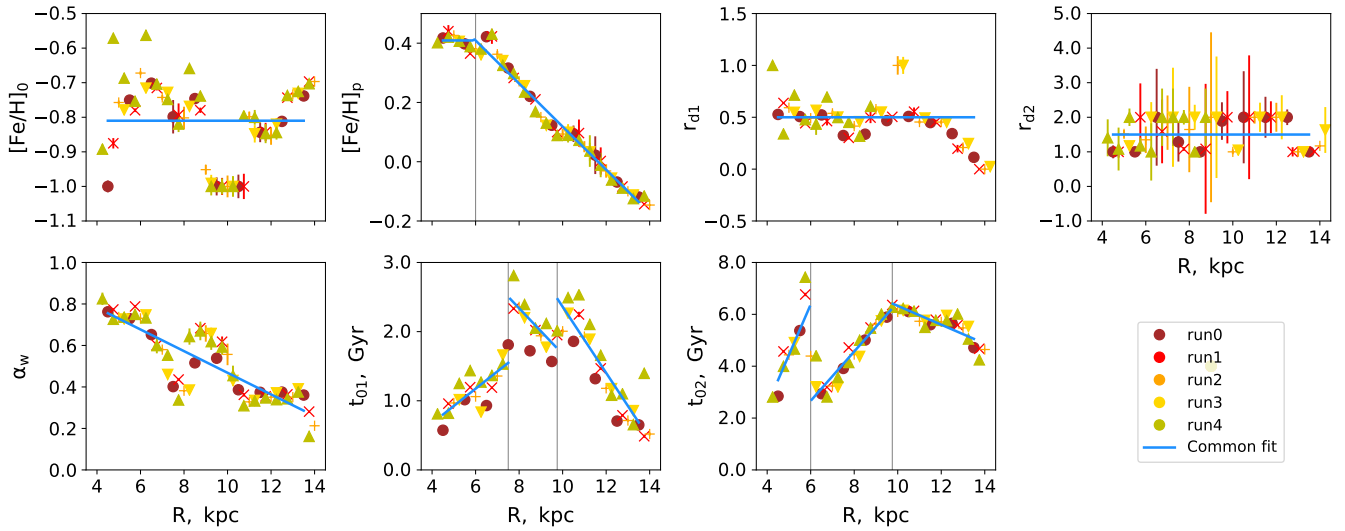 −0.5
−0.6
−0.7
−0.8
−0.9
−1.0
−1.1
[Fe/H]0
0.4
0.2
0.0
−0.2
[Fe/H]p
1.5
1.0
0.5
0.0
−0.5
rd1
5.0
4.0
3.0
2.0
1.0
0.0
−1.0
rd2
4 6 8 10 12 14
R, kpc
1.0
0.8
0.6
0.4
0.2
0.0
αw
4 6 8 10 12 14
R, kpc
3.0
2.0
1.0
0.0
t01, Gyr
4 6 8 10 12 14
R, kpc
8.0
6.0
4.0
2.0
0.0
t02, Gyr
4 6 8 10 12 14
R, kpc
run0
run1
run2
run3
run4
Common fit